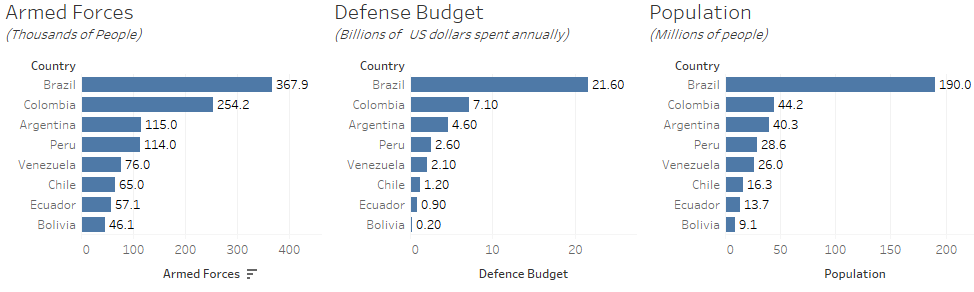 Armed Forces
(Thousands of People)
Country
Brazil 367.9
Colombia 254.2
Argentina 115.0
Peru 114.0
Venezuela 76.0
Chile 65.0
Ecuador 57.1
Bolivia 46.1
0 100 200 300 400
Armed Forces
Defense Budget
(Billions of US dollars spent annually)
Country
Brazil 21.60
Colombia 7.10
Argentina 4.60
Peru 2.60
Venezuela 2.10
Chile 1.20
Ecuador 0.90
Bolivia 0.20
0 10 20
Defence Budget
Population
(Millions of people)
Country
Brazil 190.0
Colombia 44.2
Argentina 40.3
Peru 28.6
Venezuela 26.0
Chile 16.3
Ecuador 13.7
Bolivia 9.1
0 50 100 150 200
Population